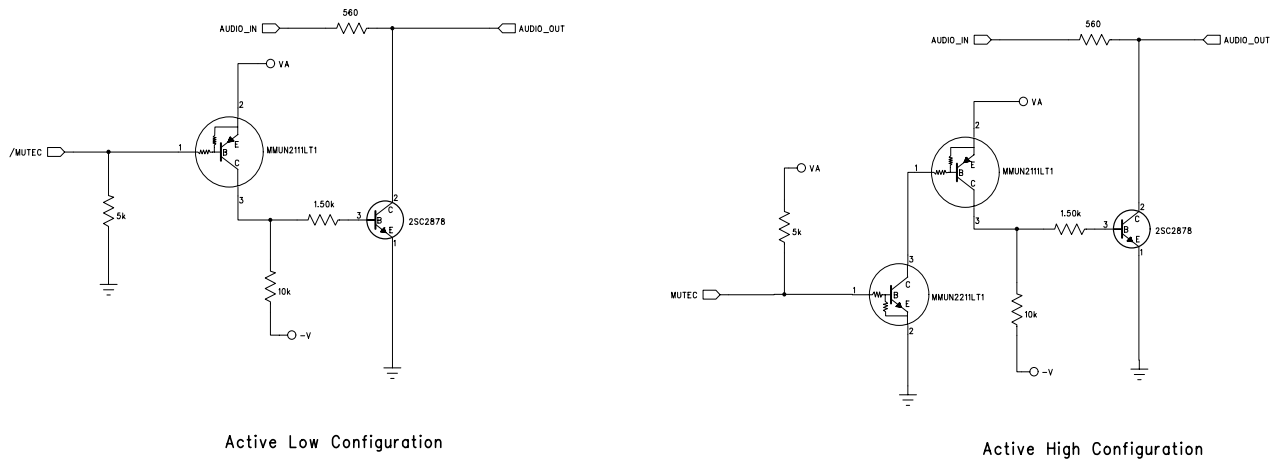 560
AUDIO_IN
AUDIO_OUT
VA
2
E
/MUTEC
1
B
MMUN2111LT1
C
3
5k
1.50k
3
B
C
2
2SC2878
E
1
10k
-V
Active Low Configuration
560
AUDIO_IN
AUDIO_OUT
VA
2
E
1
B
MMUN2111LT1
C
3
VA
5k
1.50k
3
B
C
2
2SC2878
E
1
3
C
MUTEC
1
B
MMUN2211LT1
E
2
10k
-V
Active High Configuration